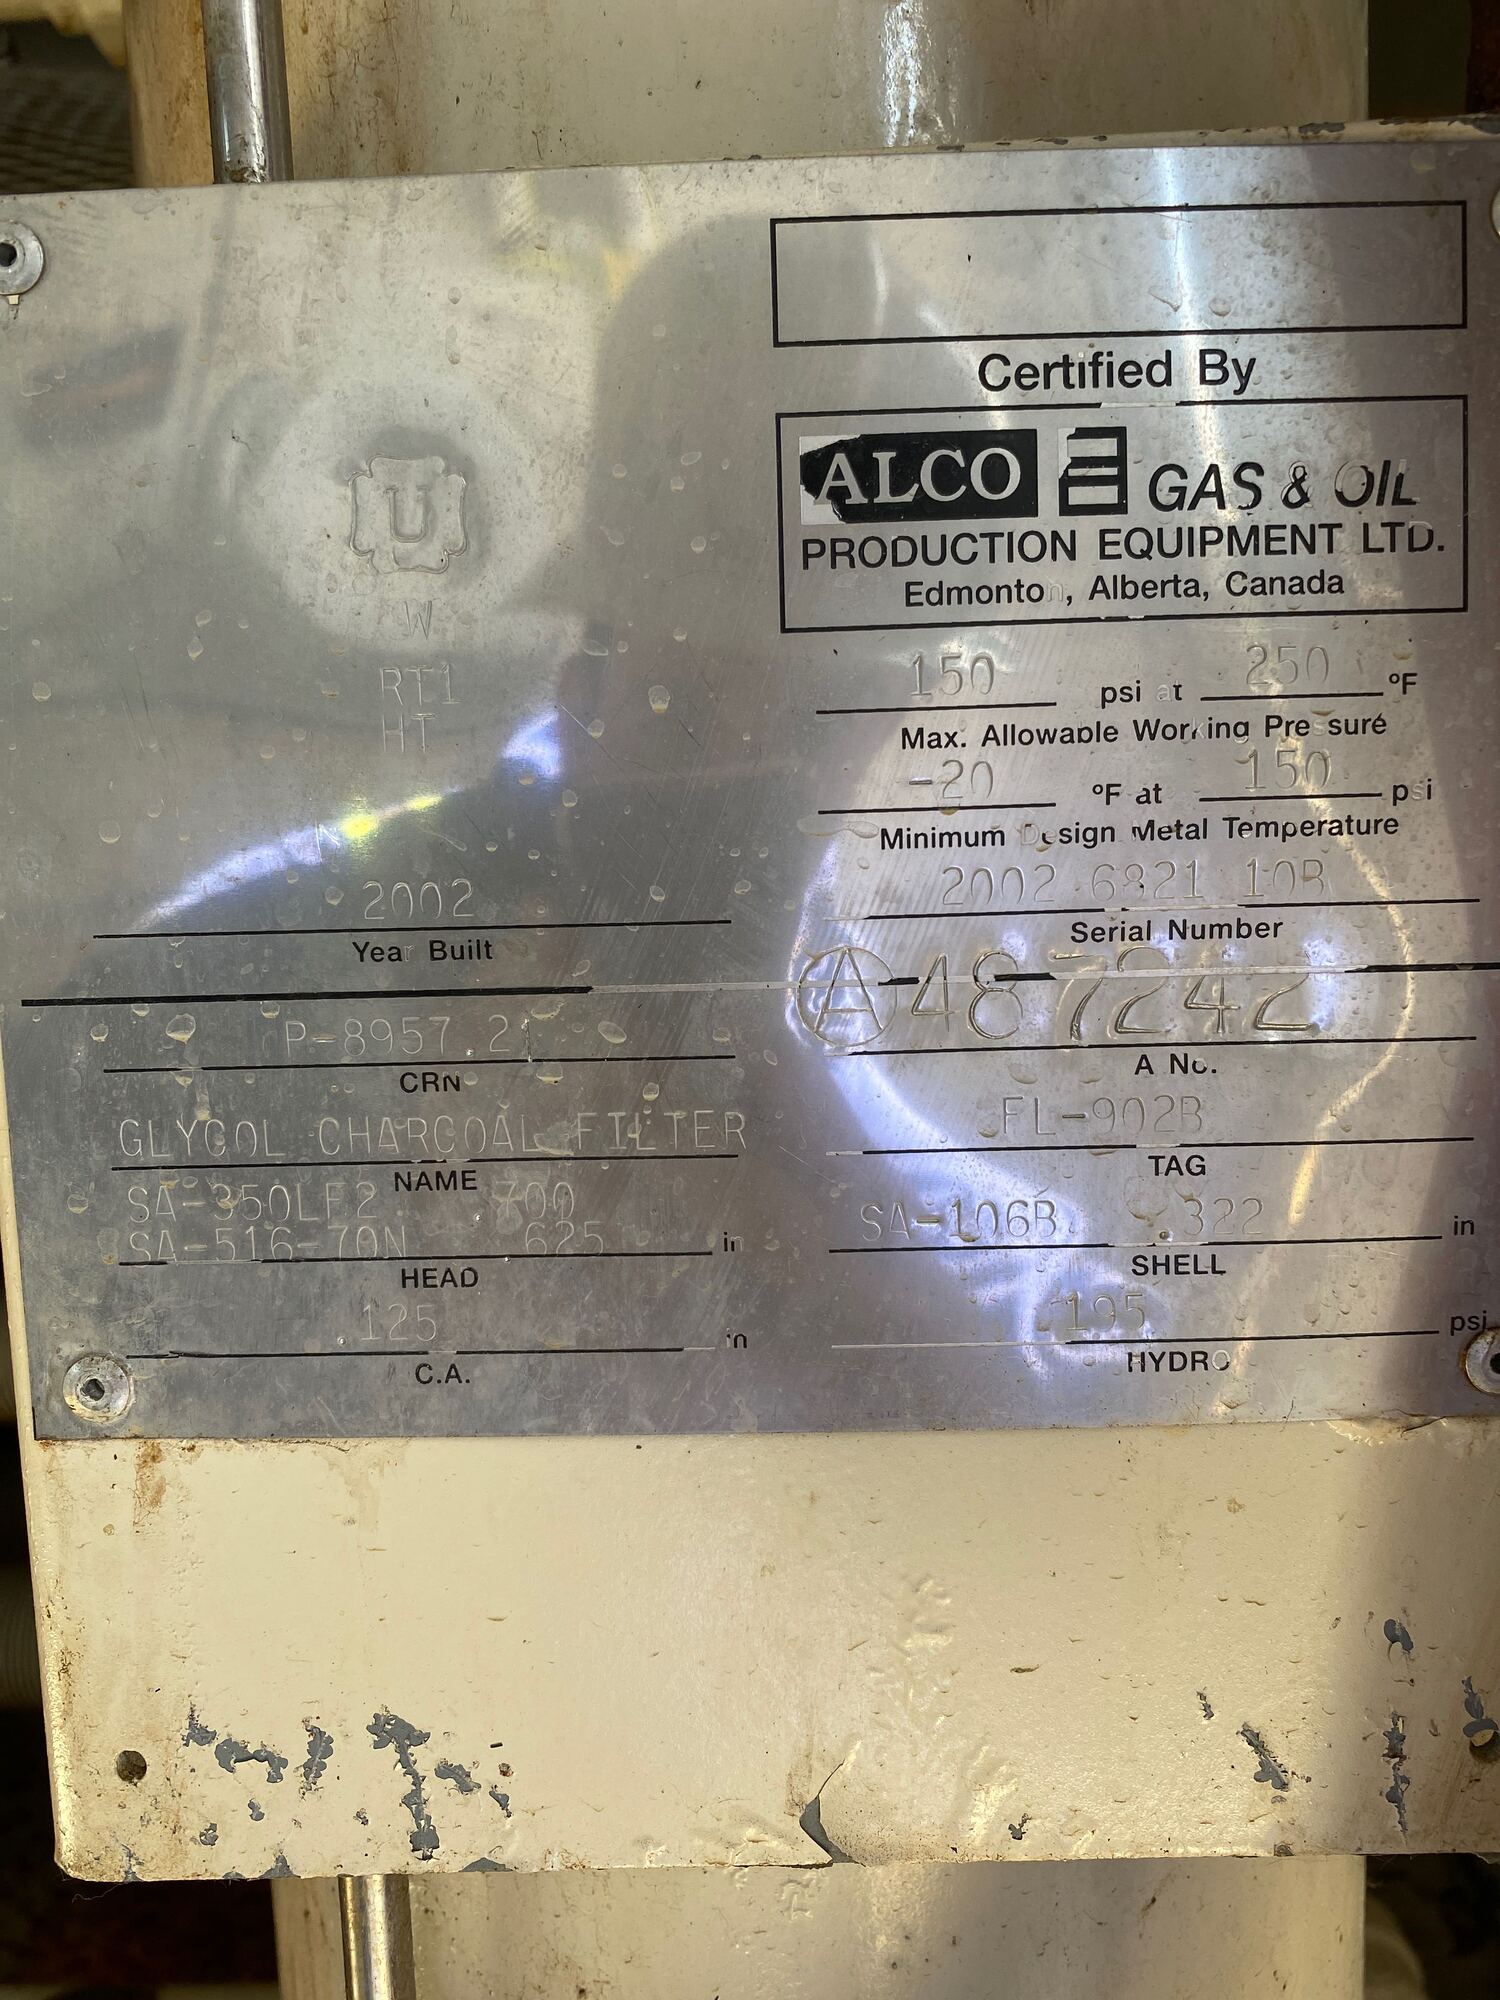 Certified By
ALCO GAS & OIL
PRODUCTION EQUIPMENT LTD.
Edmonton, Alberta, Canada
U
W
RT1
HT
150 psi at 250 °F
Max. Allowable Working Pressure
-20 °F at 150 psi
Minimum Design Metal Temperature
2002
Year Built
2002 6821 10B
Serial Number
P-8957.21
CRN
A 487242
A No.
GLYCOL CHARCOAL FILTER
NAME
FL-902B
TAG
SA-350LF2 .700
SA-516-70N .625 in
HEAD
SA-106B .322 in
SHELL
.125 in
C.A.
195 psi
HYDRO